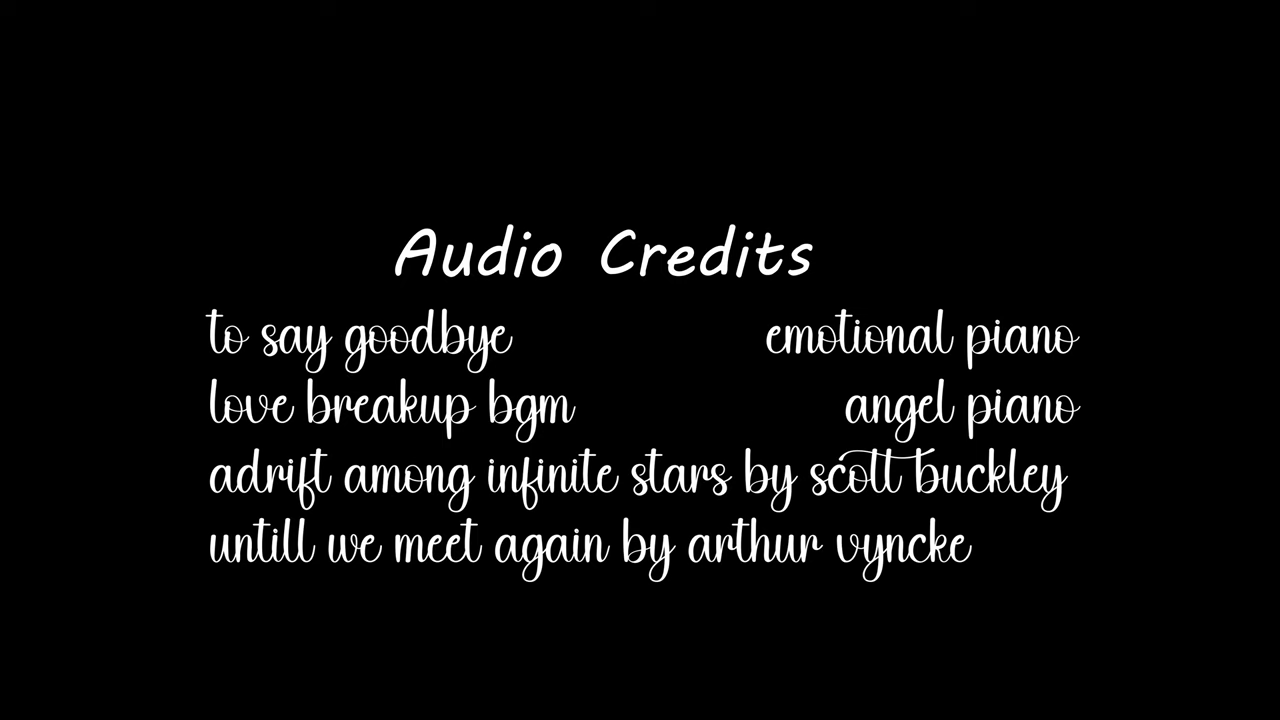 Audio Credits
to say goodbye emotional piano
love breakup bgm angel piano
adrift among infinite stars by scott buckley
untill we meet again by arthur vyncke